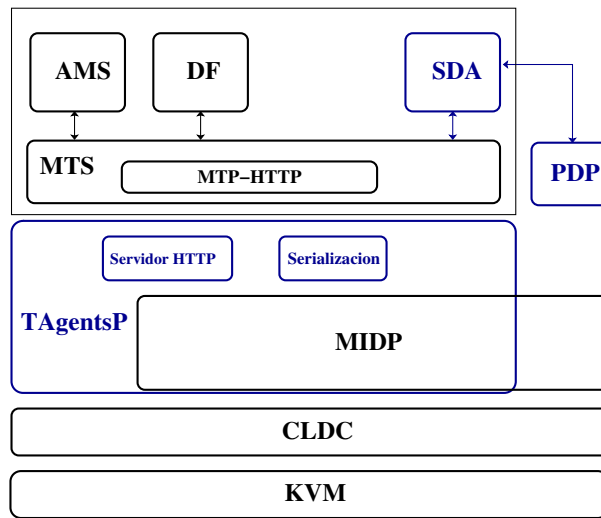 AMS
DF
SDA
MTS
MTP−HTTP
PDP
Servidor HTTP
Serializacion
TAgentsP
MIDP
CLDC
KVM